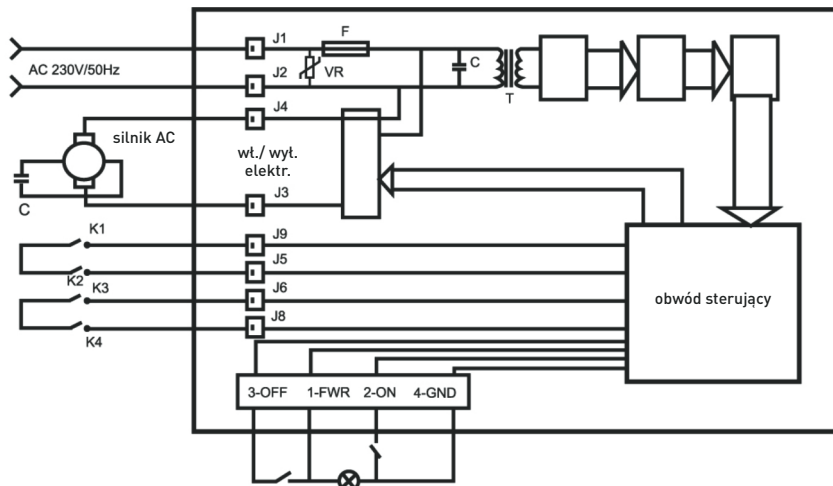 J1
F
AC 230V/50Hz
J2
VR
C
T
J4
silnik AC
wł./ wył.
elektr.
C
J3
K1
J9
K2
J5
K3
J6
K4
J8
obwód sterujący
3-OFF 1-FWR 2-ON 4-GND